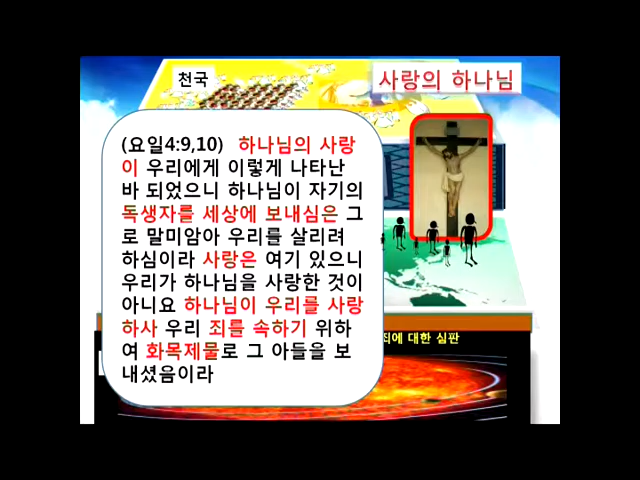 천국
사랑의 하나님
(요일4:9,10) 하나님의 사랑
이 우리에게 이렇게 나타난
바 되었으니 하나님이 자기의
독생자를 세상에 보내심은 그
로 말미암아 우리를 살리려
하심이라 사랑은 여기 있으니
우리가 하나님을 사랑한 것이
아니요 하나님이 우리를 사랑
하사 우리 죄를 속하기 위하
여 화목제물로 그 아들을 보
내셨음이라
죄에 대한 심판